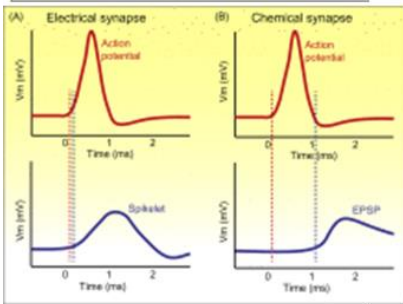 (A) Electrical synapse
Vm (mV)
Action
potential
0 1 2
Time (ms)
Vm (mV)
Spikelet
0 1 2
Time (ms)
(B) Chemical synapse
Vm (mV)
Action
potential
0 1 2
Time (ms)
Vm (mV)
EPSP
0 1 2
Time (ms)